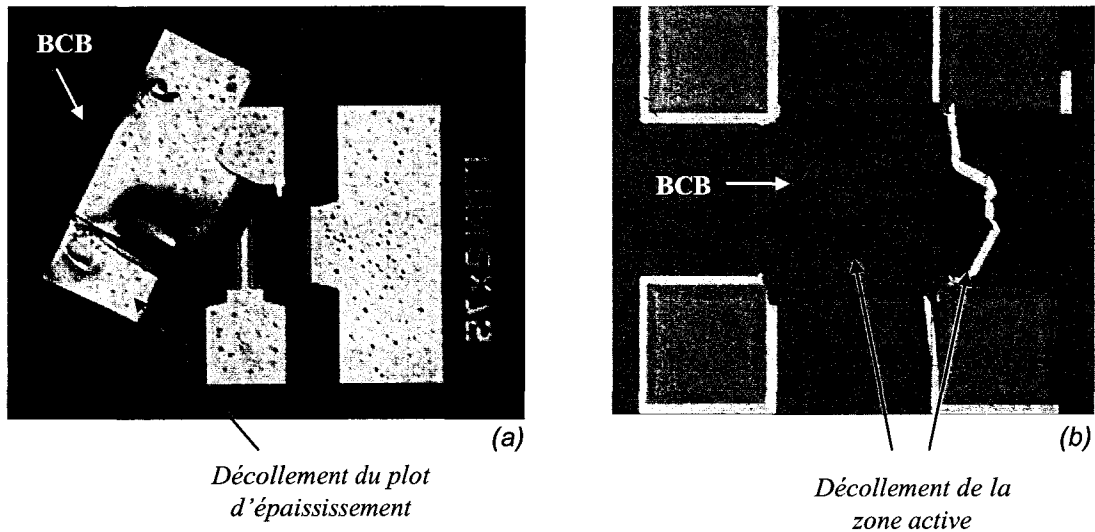 BCB
BCB
(a)
(b)
Décollement du plot
d'épaississement
Décollement de la
zone active